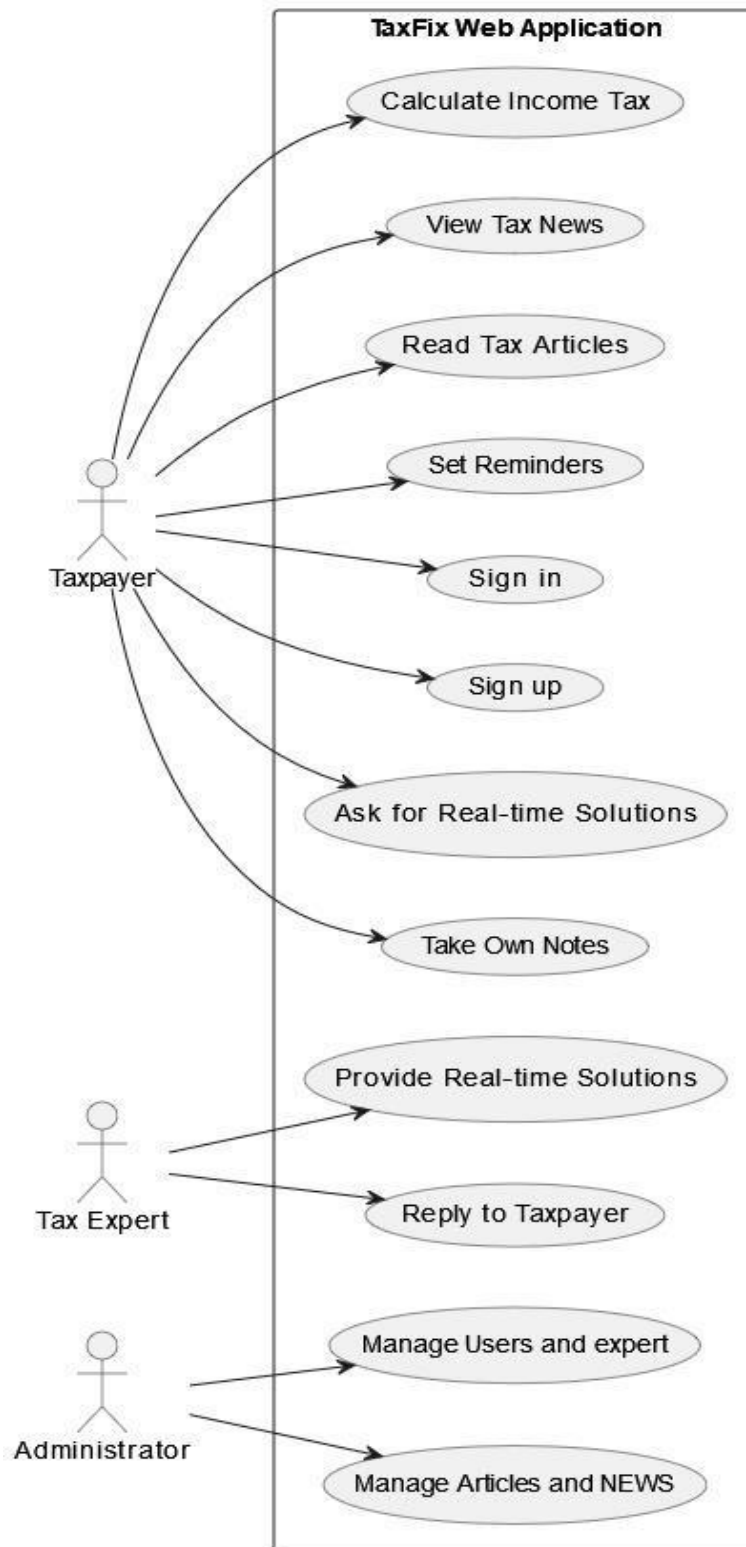 TaxFix Web Application
Calculate Income Tax
View Tax News
Read Tax Articles
Set Reminders
Taxpayer
Sign in
Sign up
Ask for Real-time Solutions
Take Own Notes
Provide Real-time Solutions
Tax Expert
Reply to Taxpayer
Manage Users and expert
Administrator
Manage Articles and NEWS